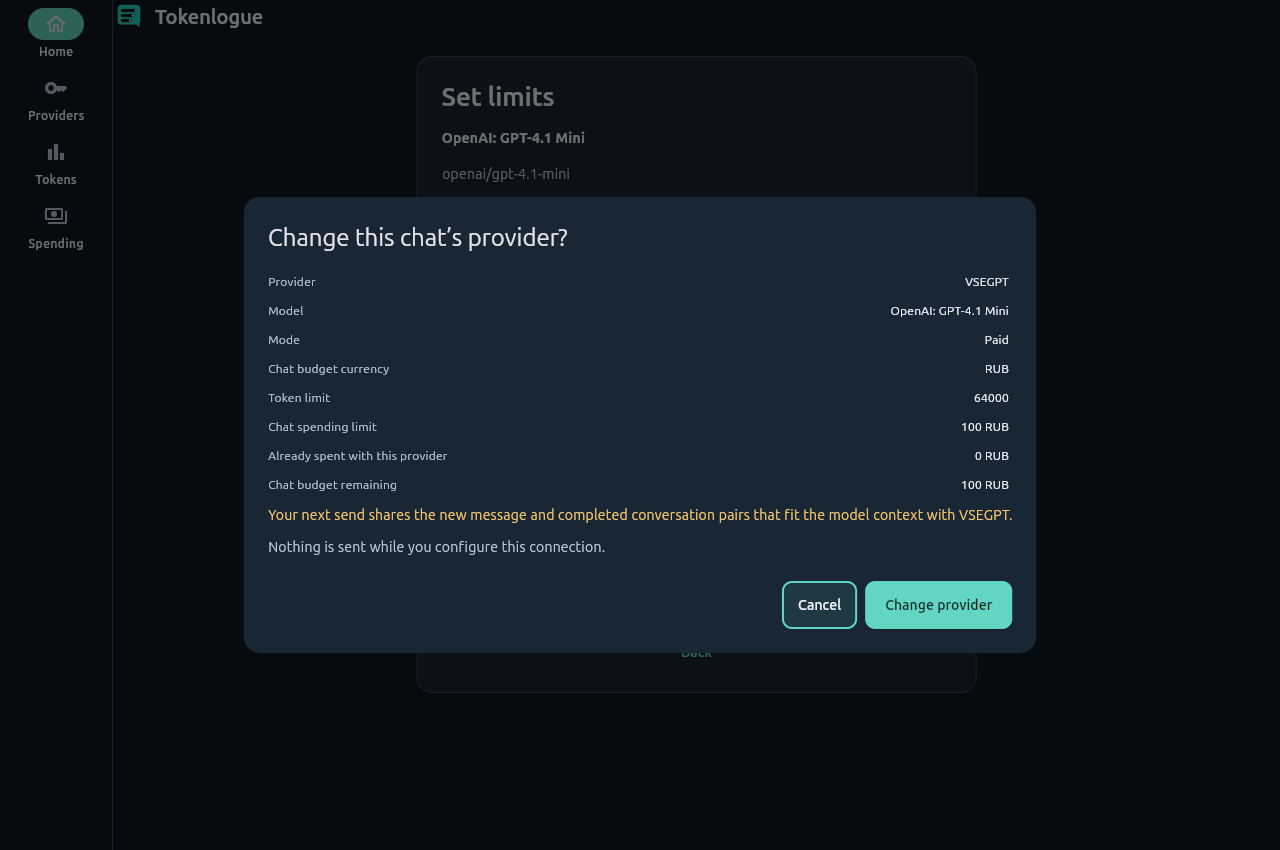 Tokenlogue
Home
Providers
Tokens
Spending
Set limits
OpenAI: GPT-4.1 Mini
openai/gpt-4.1-mini
Change this chat’s provider?
Provider VSEGPT
Model OpenAI: GPT-4.1 Mini
Mode Paid
Chat budget currency RUB
Token limit 64000
Chat spending limit 100 RUB
Already spent with this provider 0 RUB
Chat budget remaining 100 RUB
Your next send shares the new message and completed conversation pairs that fit the model context with VSEGPT.
Nothing is sent while you configure this connection.
Cancel Change provider
Back